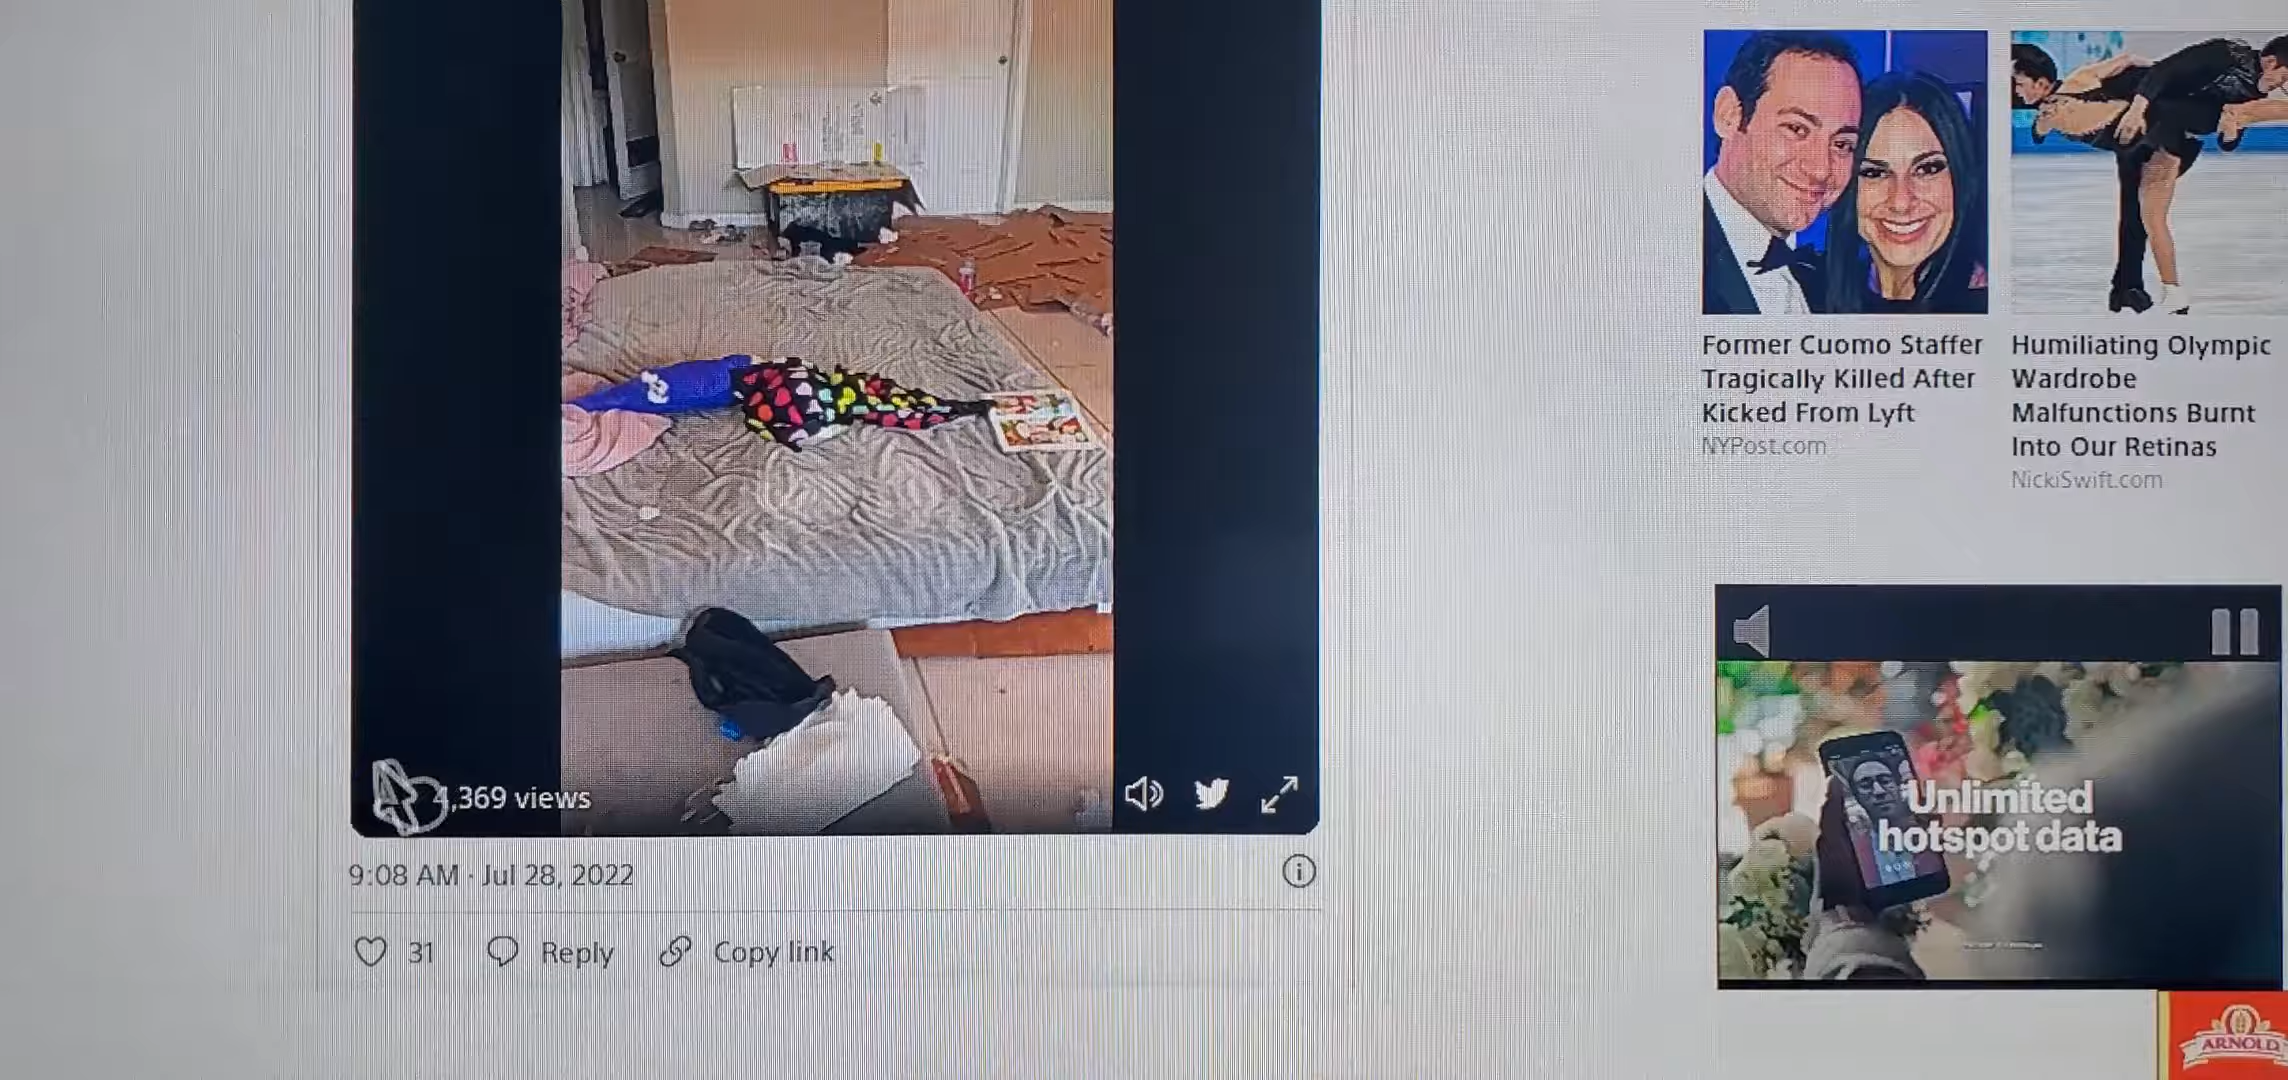 4,369 views
9:08 AM · Jul 28, 2022
31
Reply
Copy link
Former Cuomo Staffer
Tragically Killed After
Kicked From Lyft
NYPost.com
Humiliating Olympic
Wardrobe
Malfunctions Burnt
Into Our Retinas
NickiSwift.com
Unlimited
hotspot data
ARNOLD